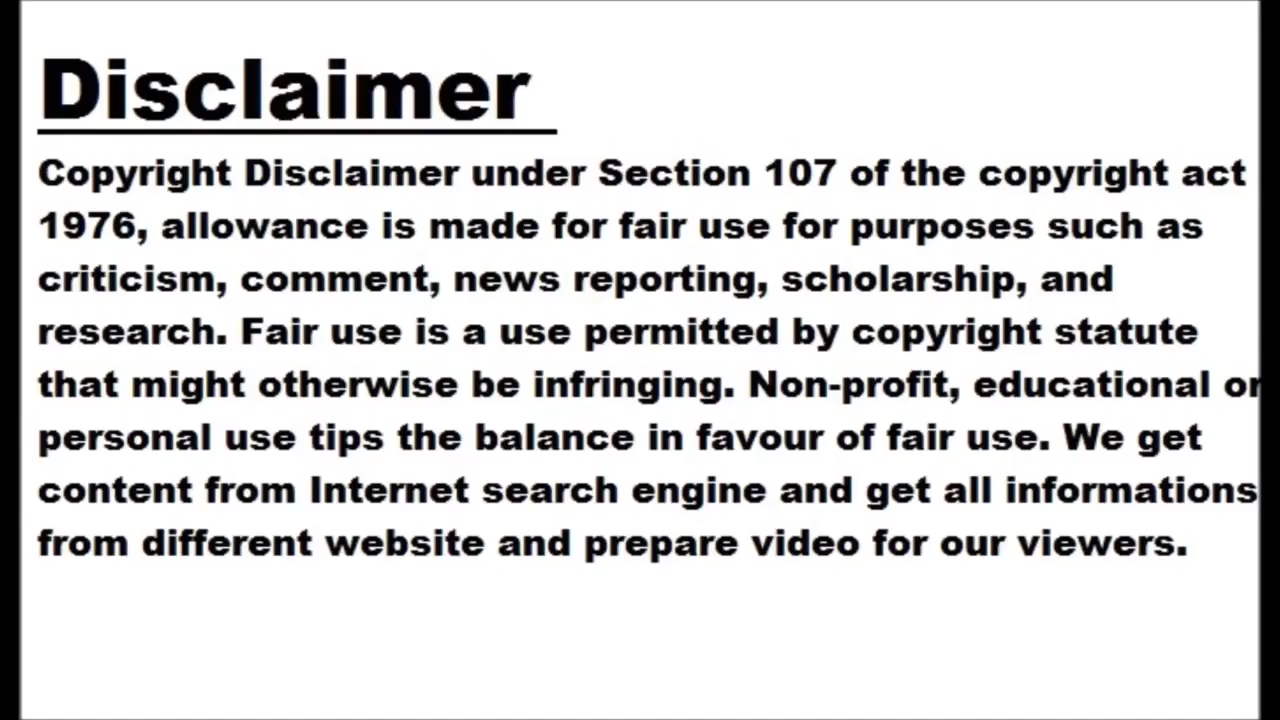 Disclaimer
Copyright Disclaimer under Section 107 of the copyright act
1976, allowance is made for fair use for purposes such as
criticism, comment, news reporting, scholarship, and
research. Fair use is a use permitted by copyright statute
that might otherwise be infringing. Non-profit, educational or
personal use tips the balance in favour of fair use. We get
content from Internet search engine and get all informations
from different website and prepare video for our viewers.